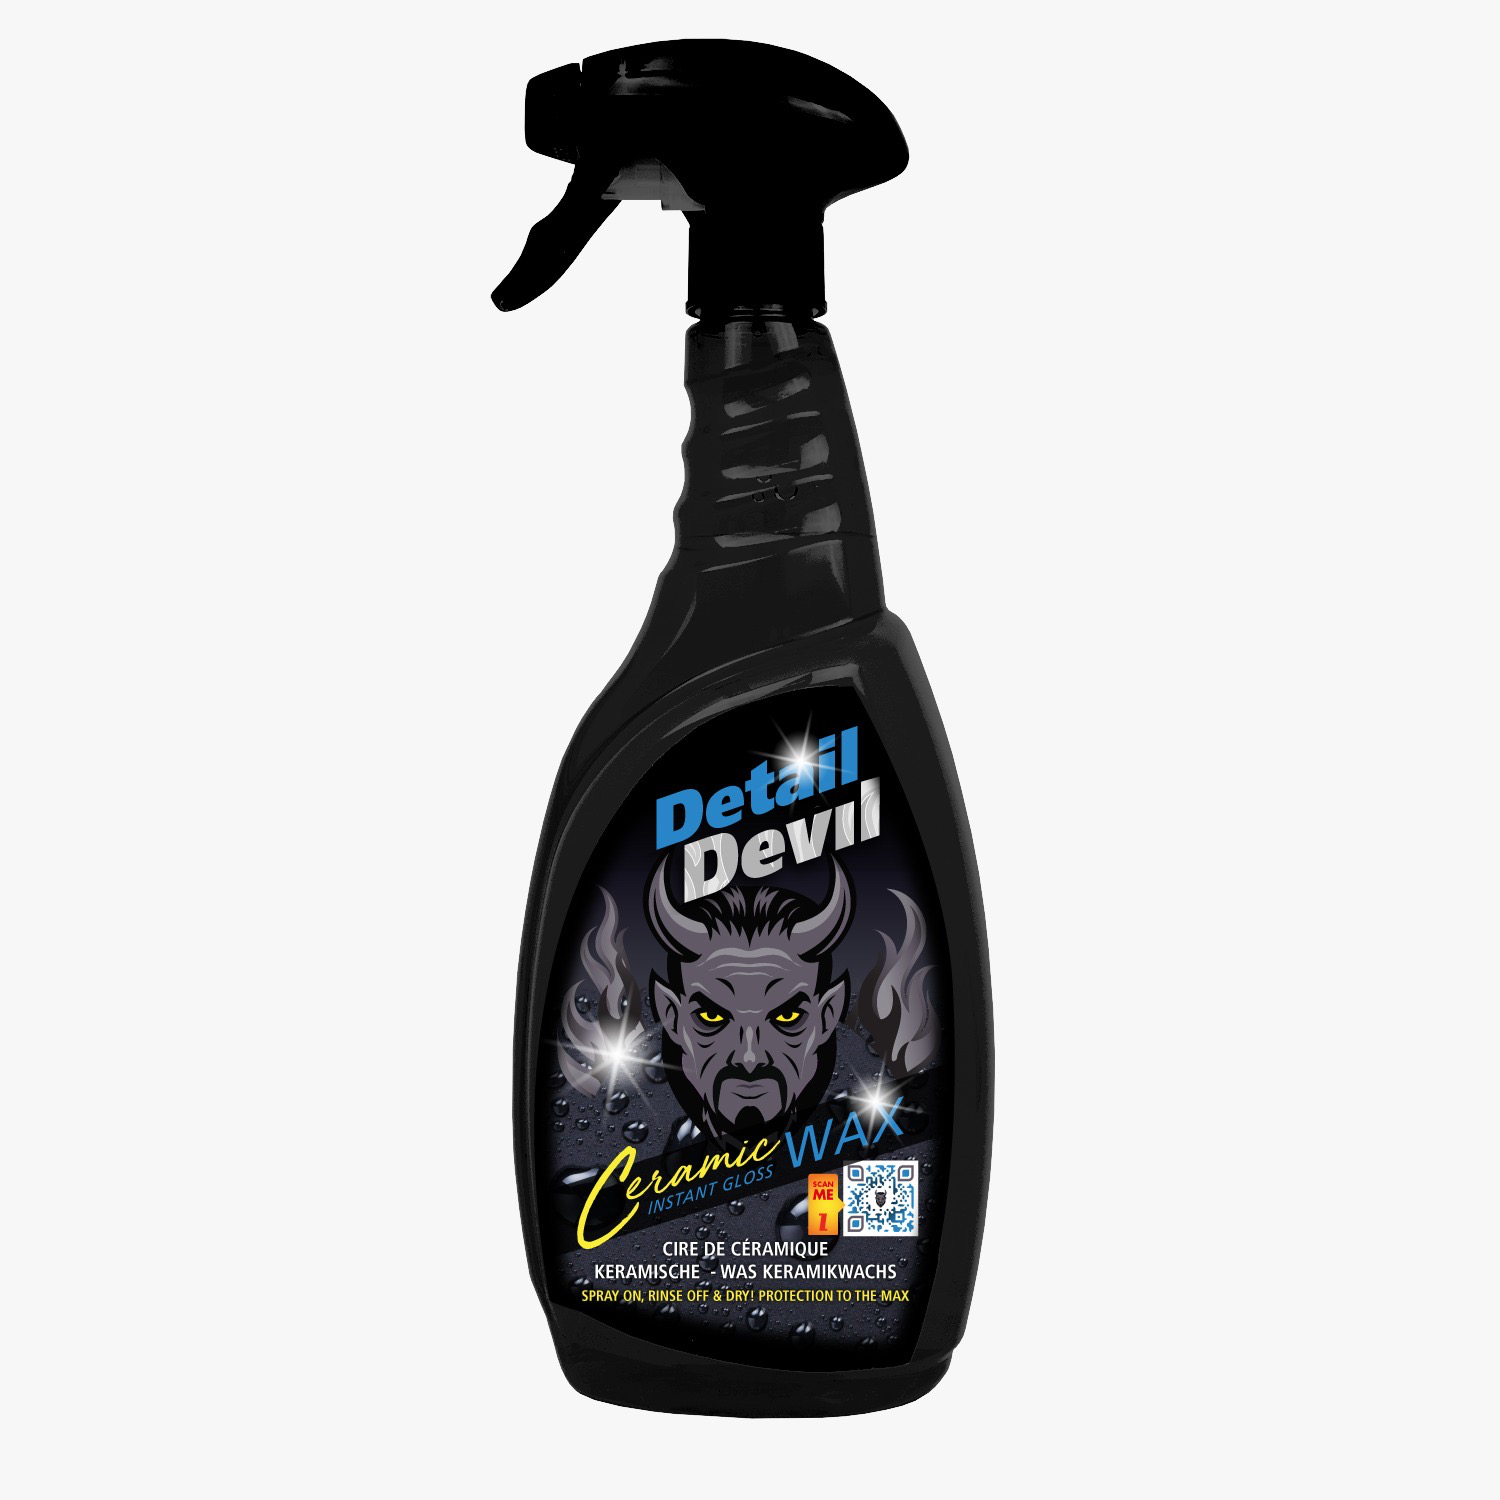 Detail
Devil
Ceramic WAX
INSTANT GLOSS
SCAN
ME
CIRE DE CÉRAMIQUE
KERAMISCHE - WAS KERAMIKWACHS
SPRAY ON, RINSE OFF & DRY! PROTECTION TO THE MAX